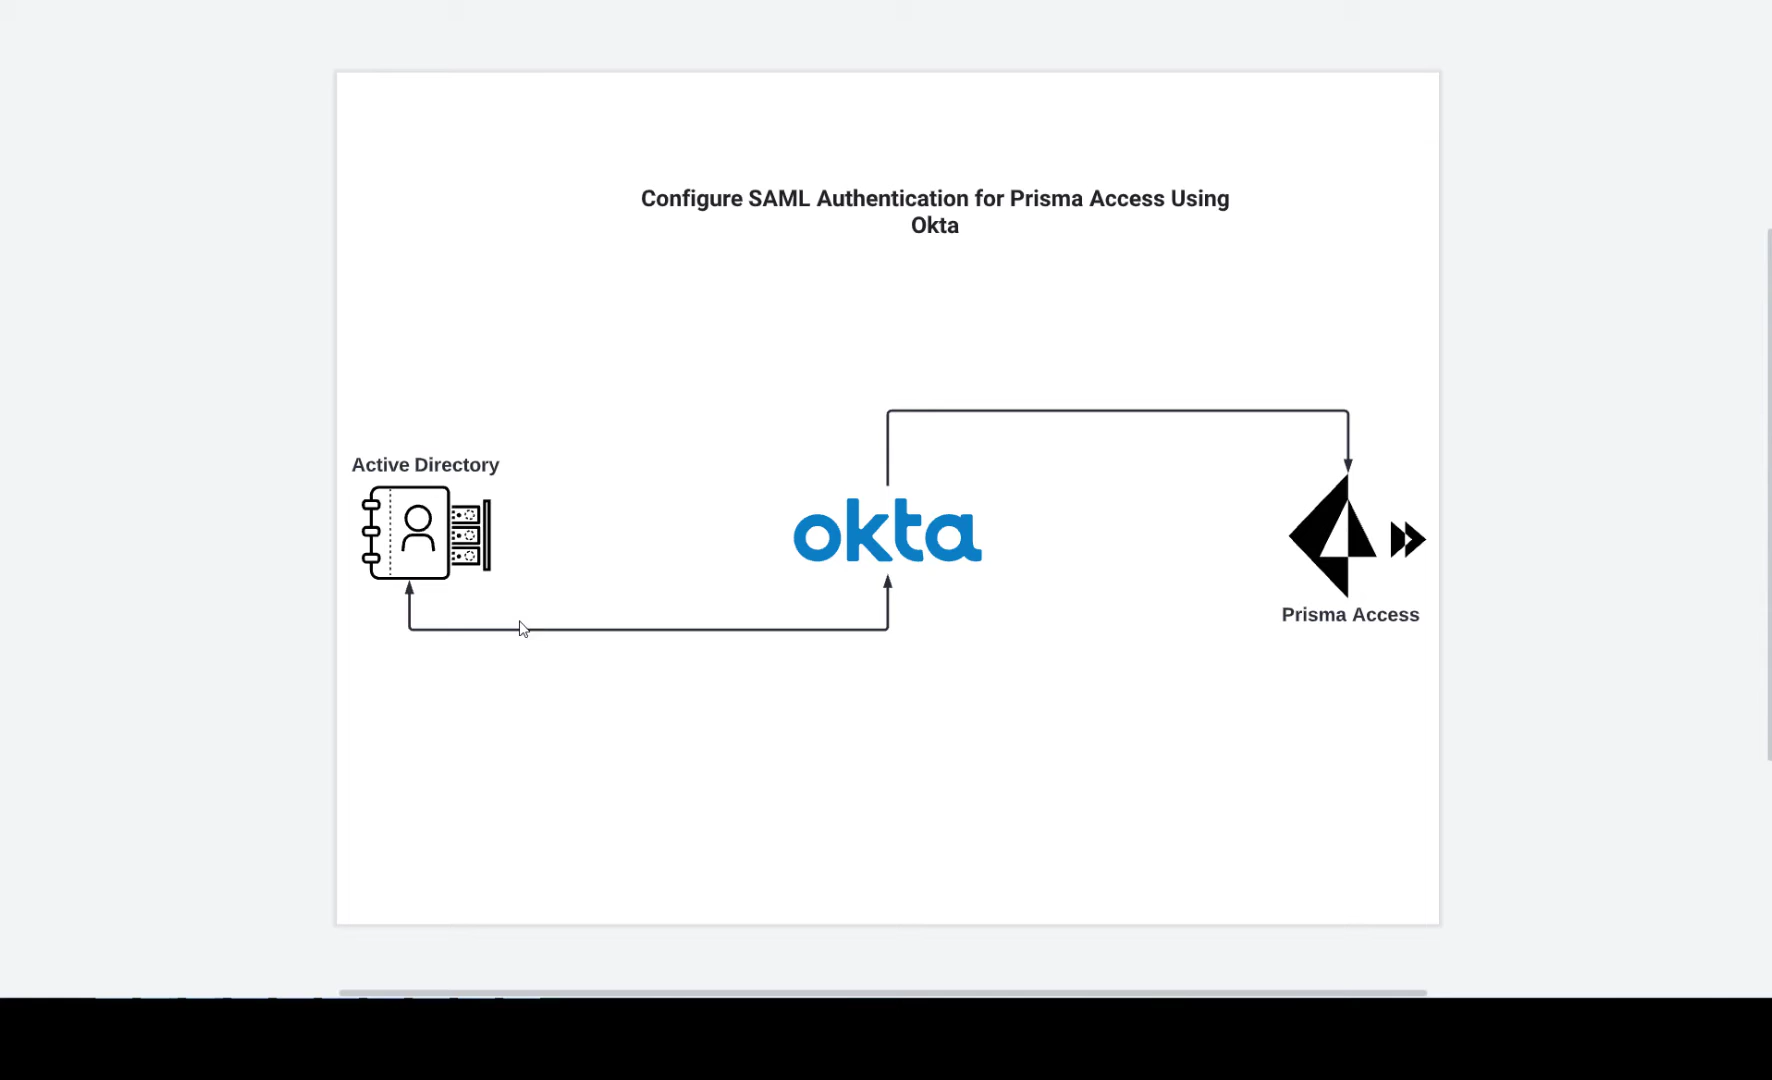 Configure SAML Authentication for Prisma Access Using
Okta
Active Directory
okta
Prisma Access